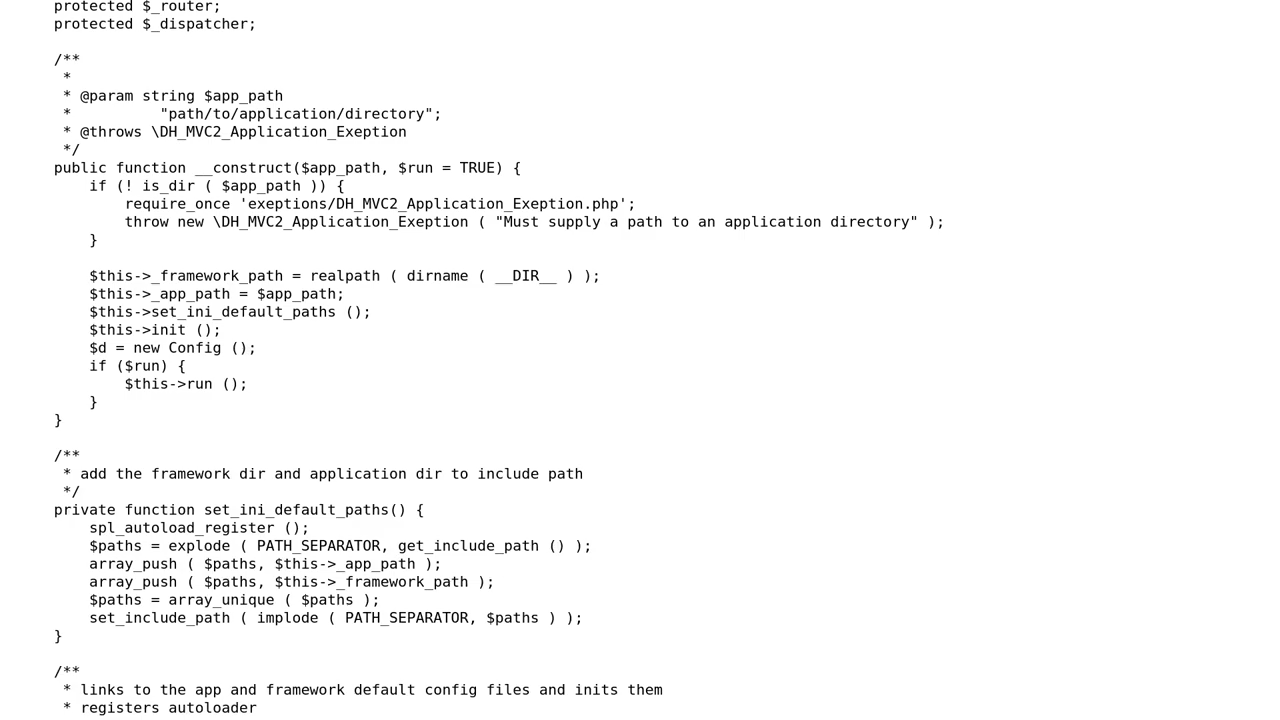 protected $_router;
protected $_dispatcher;

/**
 *
 * @param string $app_path
 *          "path/to/application/directory";
 * @throws \DH_MVC2_Application_Exeption
 */
public function __construct($app_path, $run = TRUE) {
    if (! is_dir ( $app_path )) {
        require_once 'exeptions/DH_MVC2_Application_Exeption.php';
        throw new \DH_MVC2_Application_Exeption ( "Must supply a path to an application directory" );
    }

    $this->_framework_path = realpath ( dirname ( __DIR__ ) );
    $this->_app_path = $app_path;
    $this->set_ini_default_paths ();
    $this->init ();
    $d = new Config ();
    if ($run) {
        $this->run ();
    }
}

/**
 * add the framework dir and application dir to include path
 */
private function set_ini_default_paths() {
    spl_autoload_register ();
    $paths = explode ( PATH_SEPARATOR, get_include_path () );
    array_push ( $paths, $this->_app_path );
    array_push ( $paths, $this->_framework_path );
    $paths = array_unique ( $paths );
    set_include_path ( implode ( PATH_SEPARATOR, $paths ) );
}

/**
 * links to the app and framework default config files and inits them
 * registers autoloader